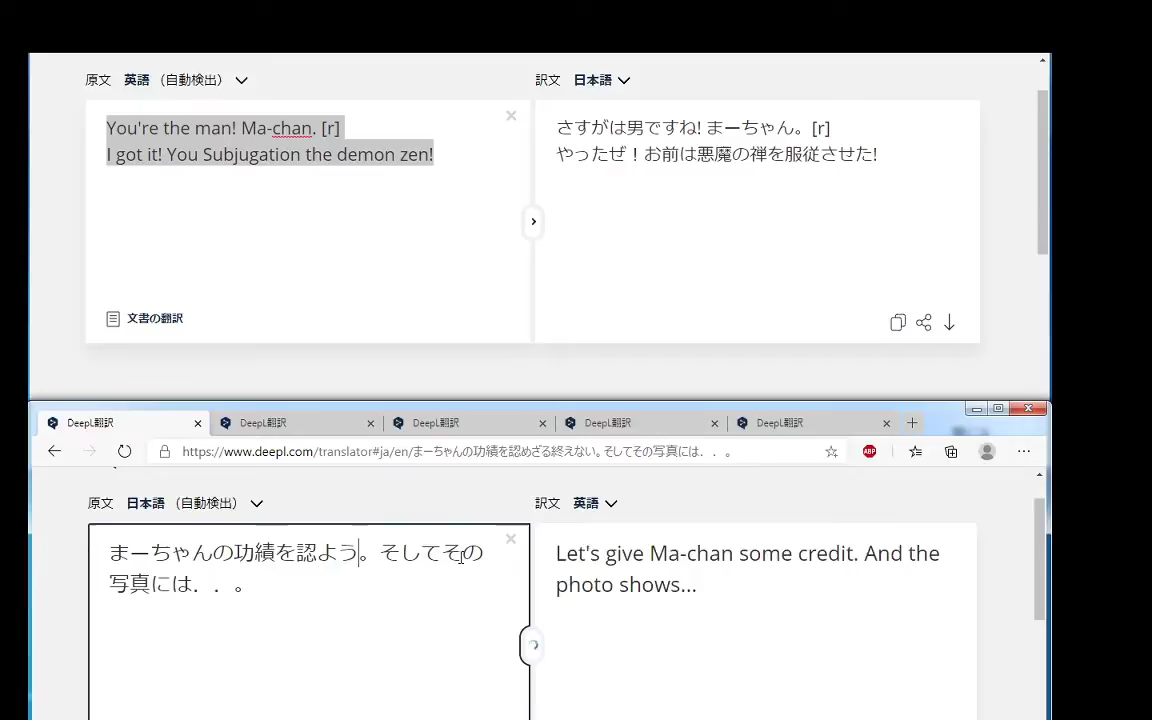 原文 英語 (自動検出)
訳文 日本語
You're the man! Ma-chan. [r]
I got it! You Subjugation the demon zen!
さすがは男ですね! まーちゃん。[r]
やったぜ！お前は悪魔の禅を服従させた!
文書の翻訳
DeepL翻訳
DeepL翻訳
DeepL翻訳
DeepL翻訳
DeepL翻訳
https://www.deepl.com/translator#ja/en/まーちゃんの功績を認めざる終えない。そしてその写真には．．。
ABP
原文 日本語 (自動検出)
訳文 英語
まーちゃんの功績を認よう。そしてその
写真には．．。
Let's give Ma-chan some credit. And the
photo shows...